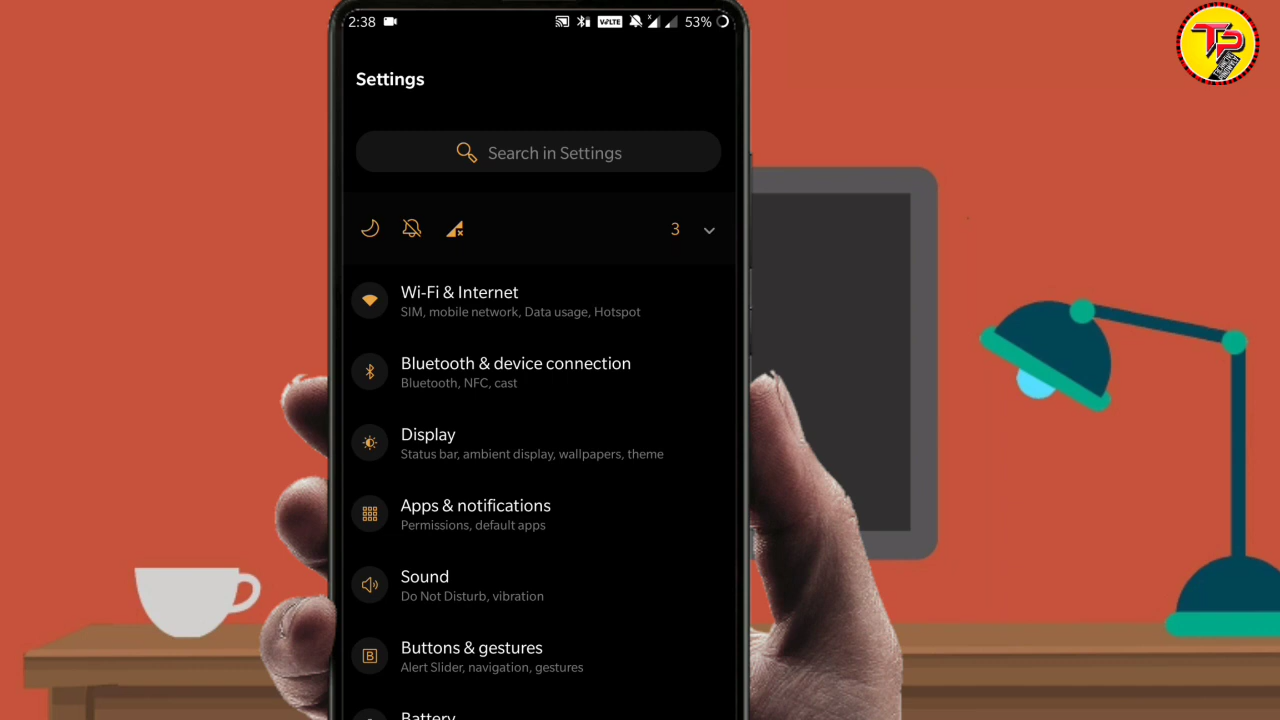 2:38
VoLTE
53%
Settings
Search in Settings
3
Wi-Fi & Internet
SIM, mobile network, Data usage, Hotspot
Bluetooth & device connection
Bluetooth, NFC, cast
Display
Status bar, ambient display, wallpapers, theme
Apps & notifications
Permissions, default apps
Sound
Do Not Disturb, vibration
B
Buttons & gestures
Alert Slider, navigation, gestures
Battery
TP